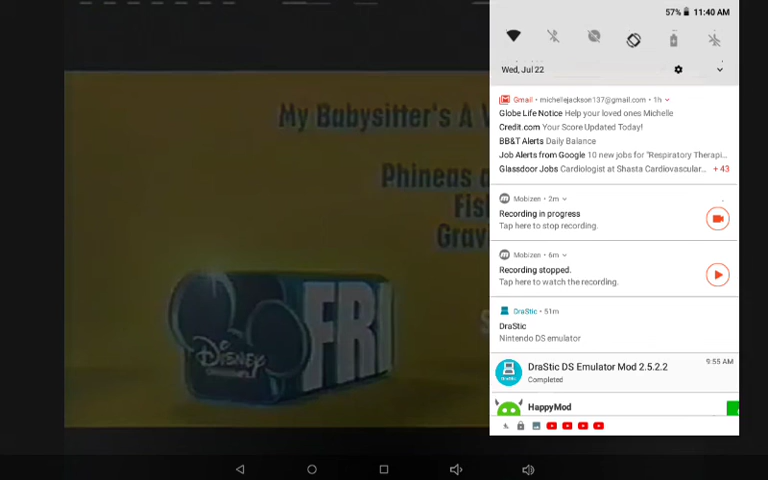 57% 11:40 AM
Wed, Jul 22
Gmail • michellejackson137@gmail.com • 1h
Globe Life Notice Help your loved ones Michelle
Credit.com Your Score Updated Today!
BB&T Alerts Daily Balance
Job Alerts from Google 10 new jobs for "Respiratory Therapi...
Glassdoor Jobs Cardiologist at Shasta Cardiovascular... +43
Mobizen • 2m
Recording in progress
Tap here to stop recording.
Mobizen • 6m
Recording stopped.
Tap here to watch the recording.
DraStic • 51m
DraStic
Nintendo DS emulator
DraStic DS Emulator Mod 2.5.2.2 9:55 AM
Completed
HappyMod
My Babysitter's A V
Phineas a
Fis
Grav
S
DISNEY
CHANNEL
FRI